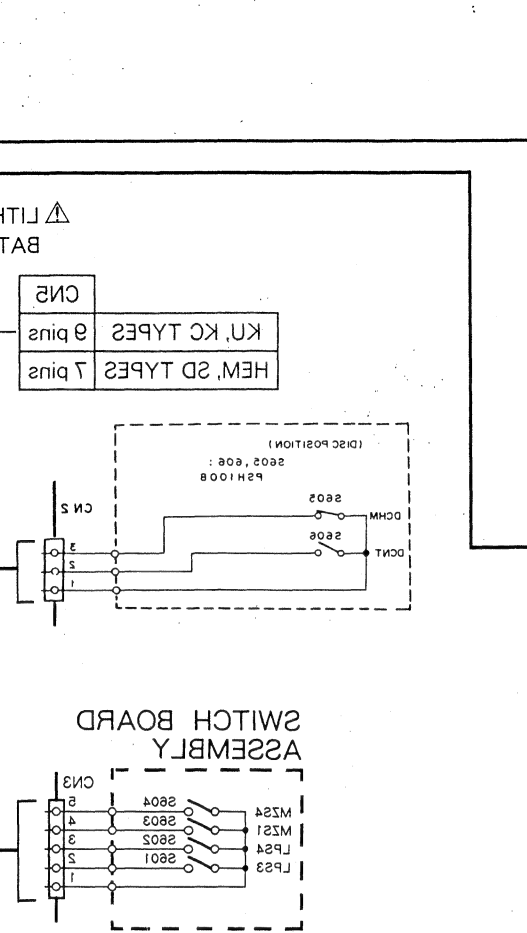 ⚠ LITH
BAT
CN5
KU, KC TYPES 9 pins
HEM, SD TYPES 7 pins
(DISC POSITION)
S605, 606 :
PSH1008
CN 2
S605
DCHM
S606
DCNT
3
2
1
SWITCH BOARD
ASSEMBLY
CN3
5 S604 MZS4
4 S603 MZS1
3 S602 LPS4
2 S601 LPS3
1